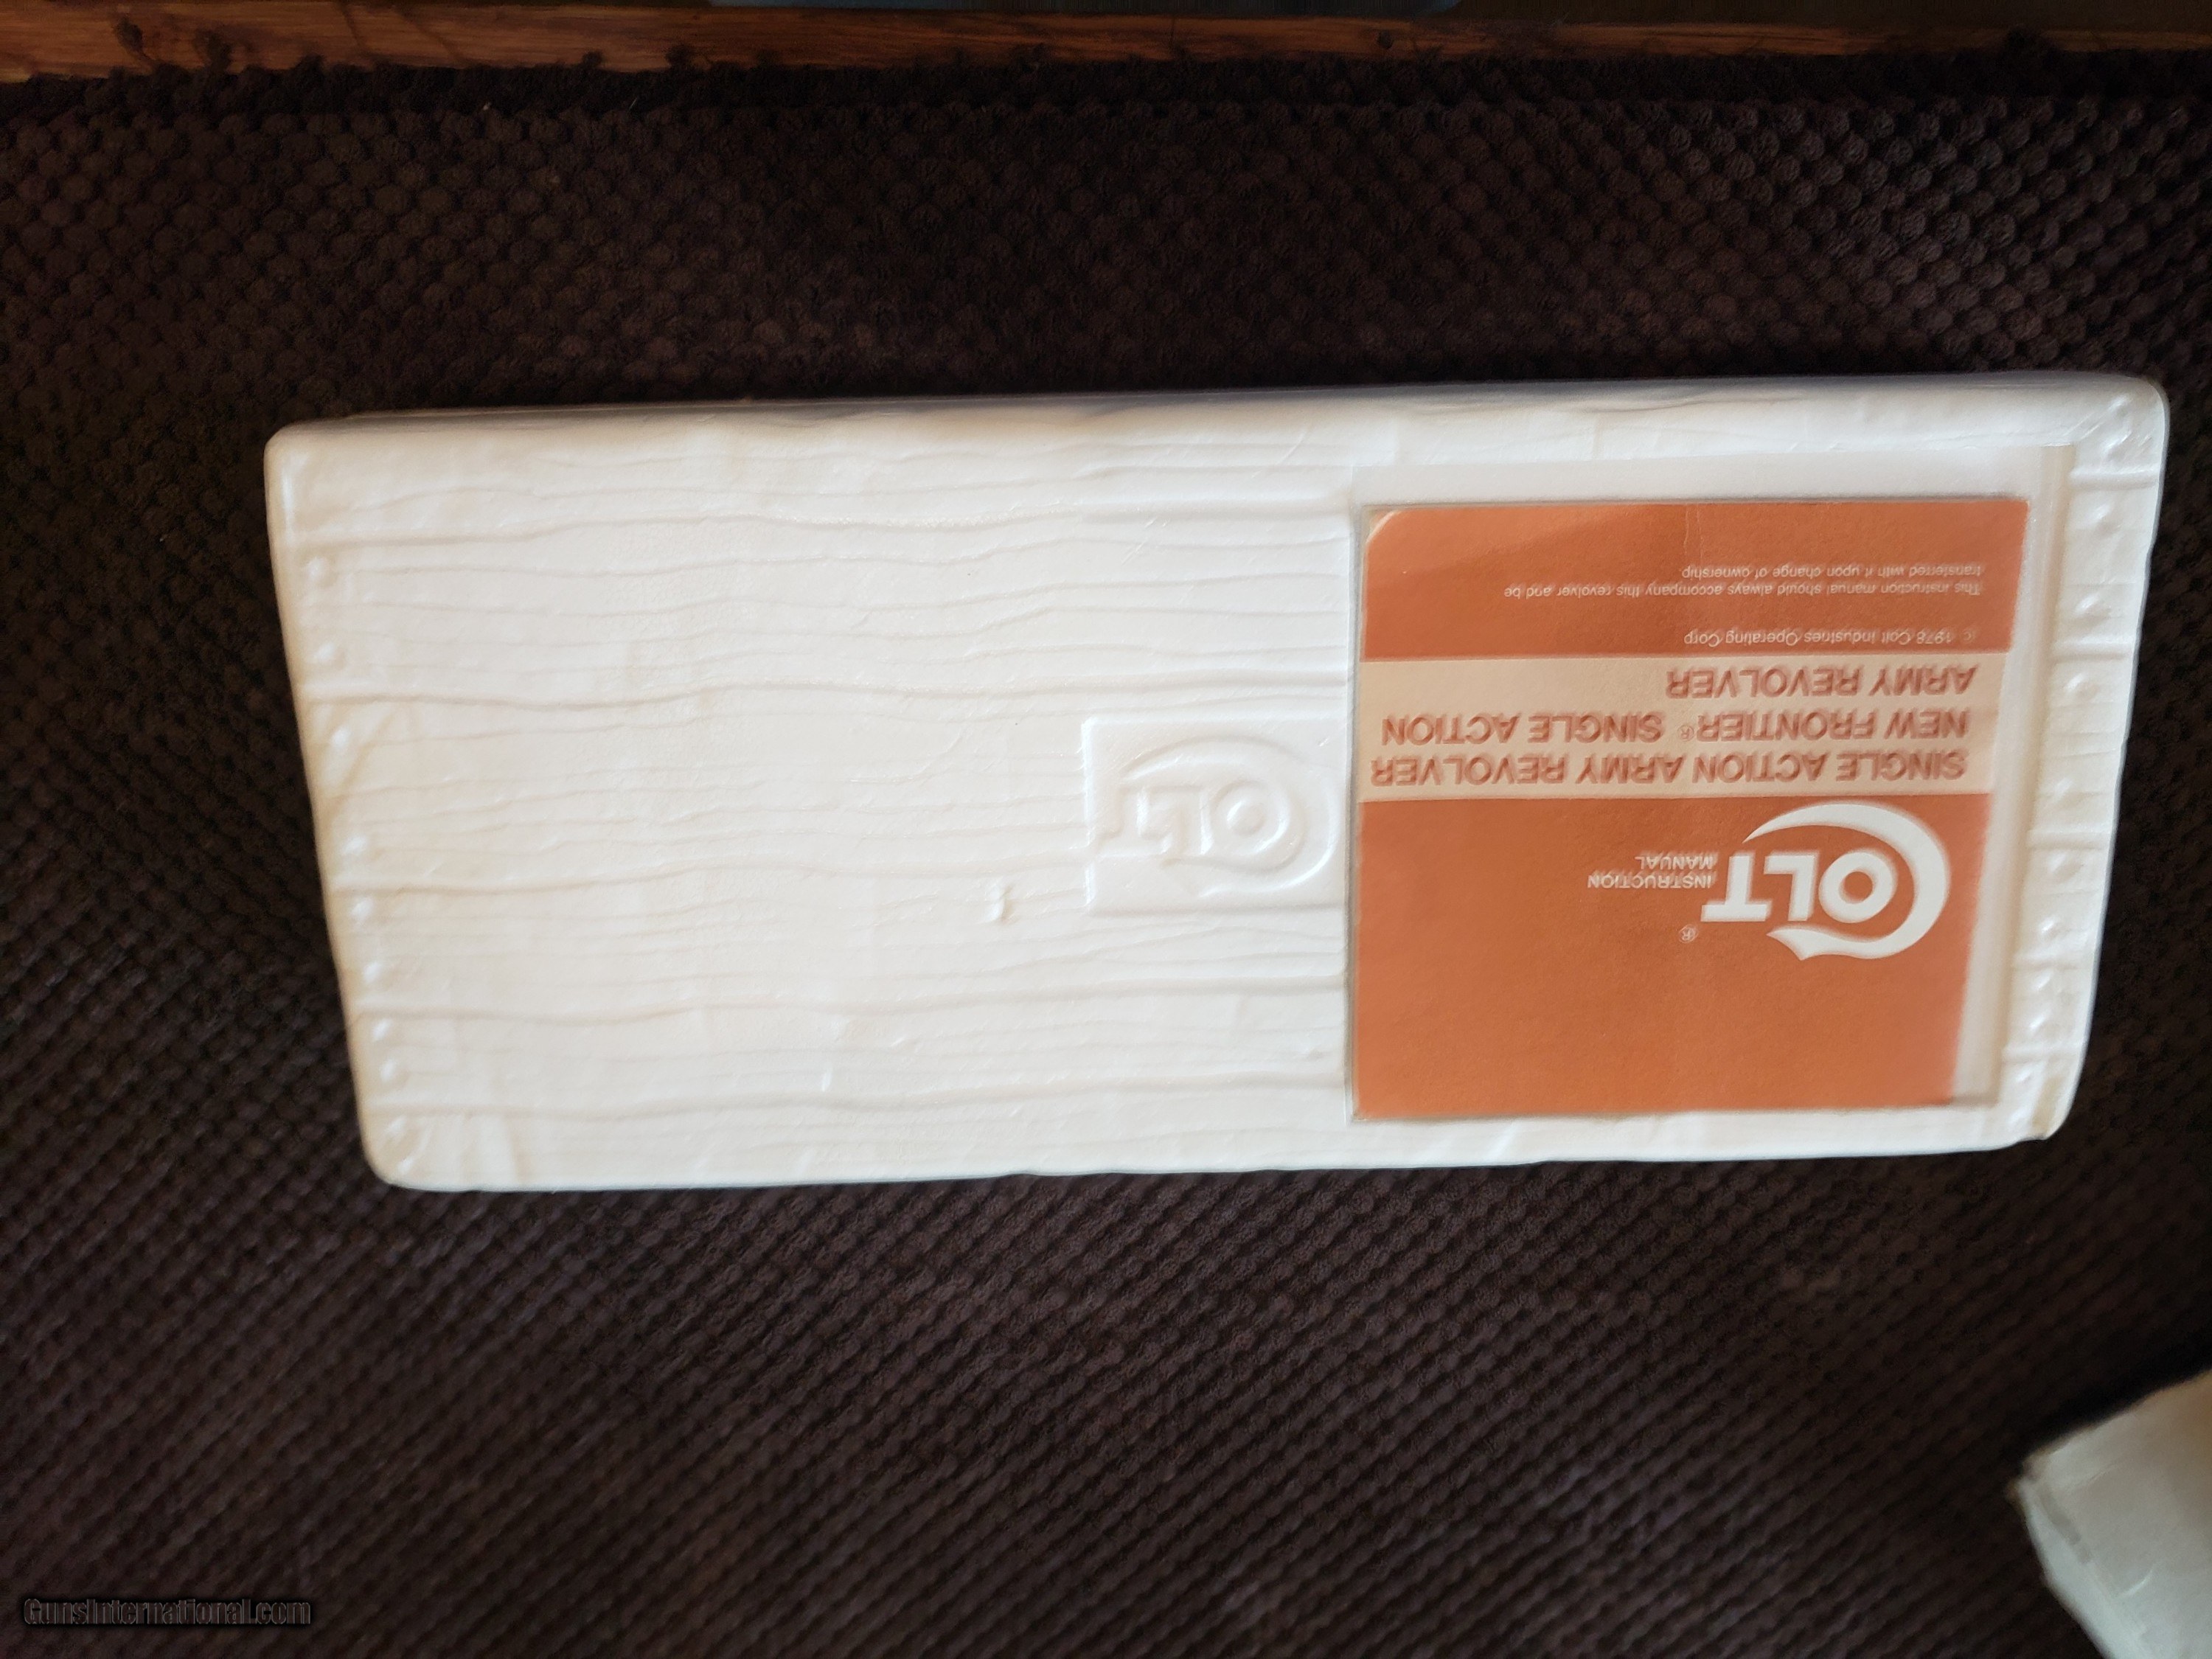 COLT
COLT
®
INSTRUCTION
MANUAL
SINGLE ACTION ARMY REVOLVER
NEW FRONTIER® SINGLE ACTION
ARMY REVOLVER
© 1978 Colt Industries Operating Corp
This instruction manual should always accompany this revolver and be
transferred with it upon change of ownership
GunsInternational.com